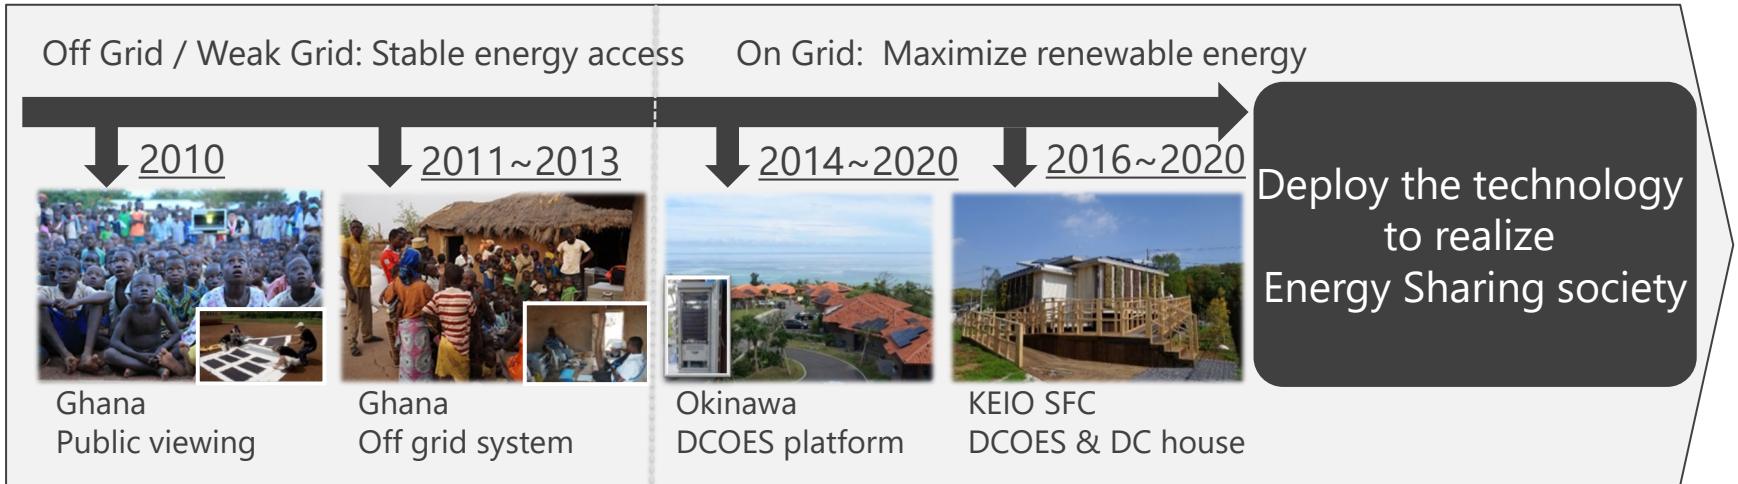 Off Grid / Weak Grid: Stable energy access
On Grid:  Maximize renewable energy
2010
2011~2013
2014~2020
2016~2020
Ghana
Public viewing
Ghana
Off grid system
Okinawa
DCOES platform
KEIO SFC
DCOES & DC house
Deploy the technology
to realize
Energy Sharing society